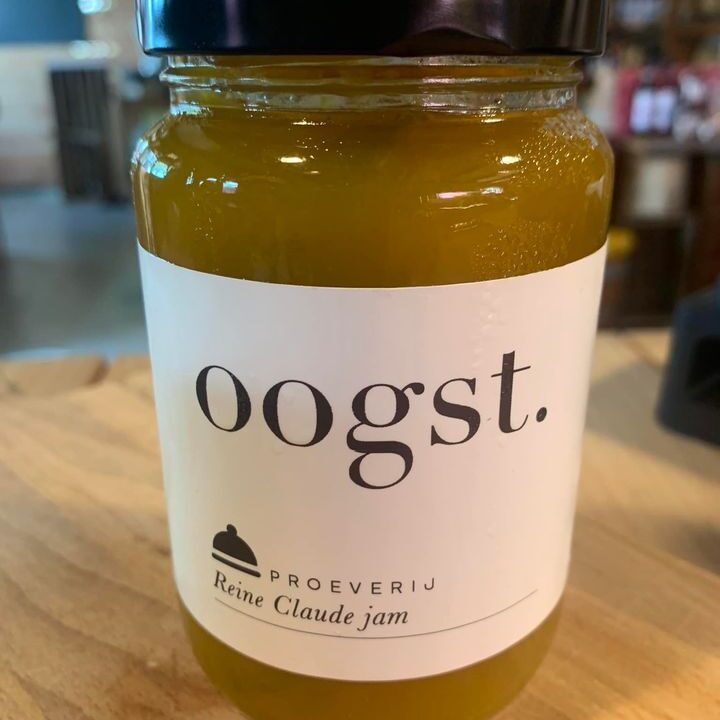 oogst.
PROEVERIJ
Reine Claude jam